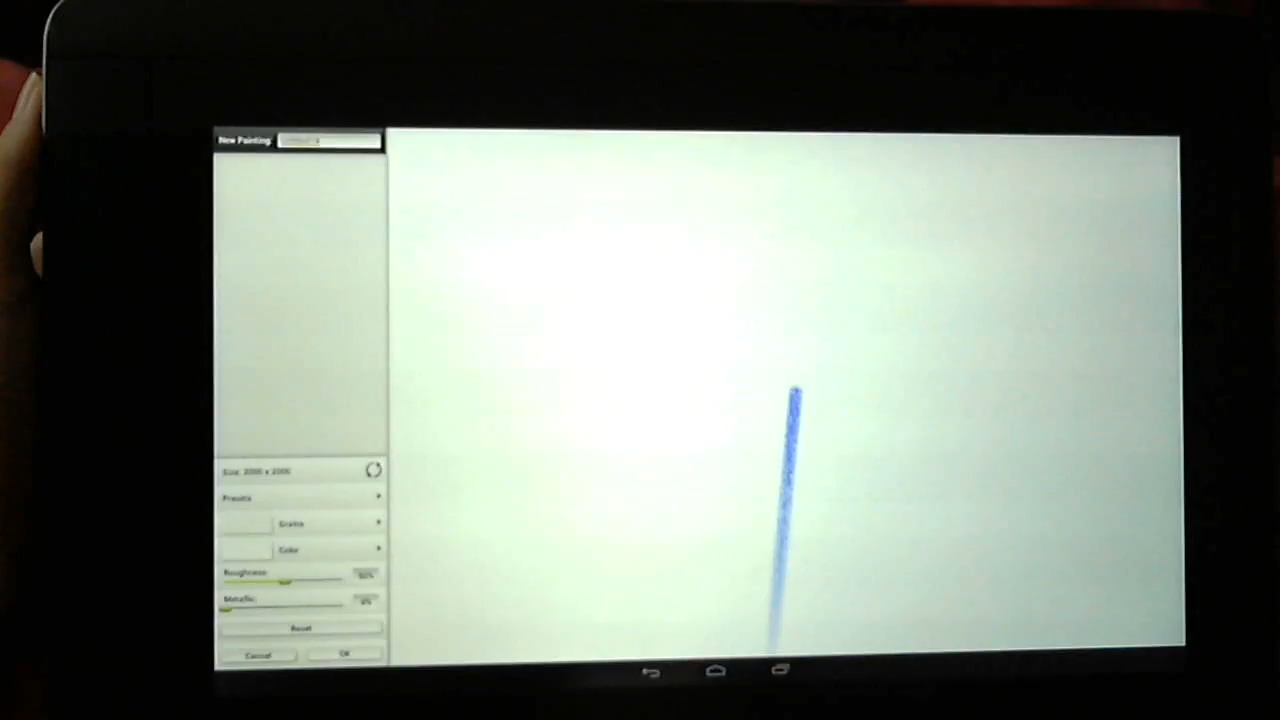 New Painting:
Size: 2000 x 2000
Presets
Grains
Color
Roughness:
Metallic:
Reset
Cancel OK